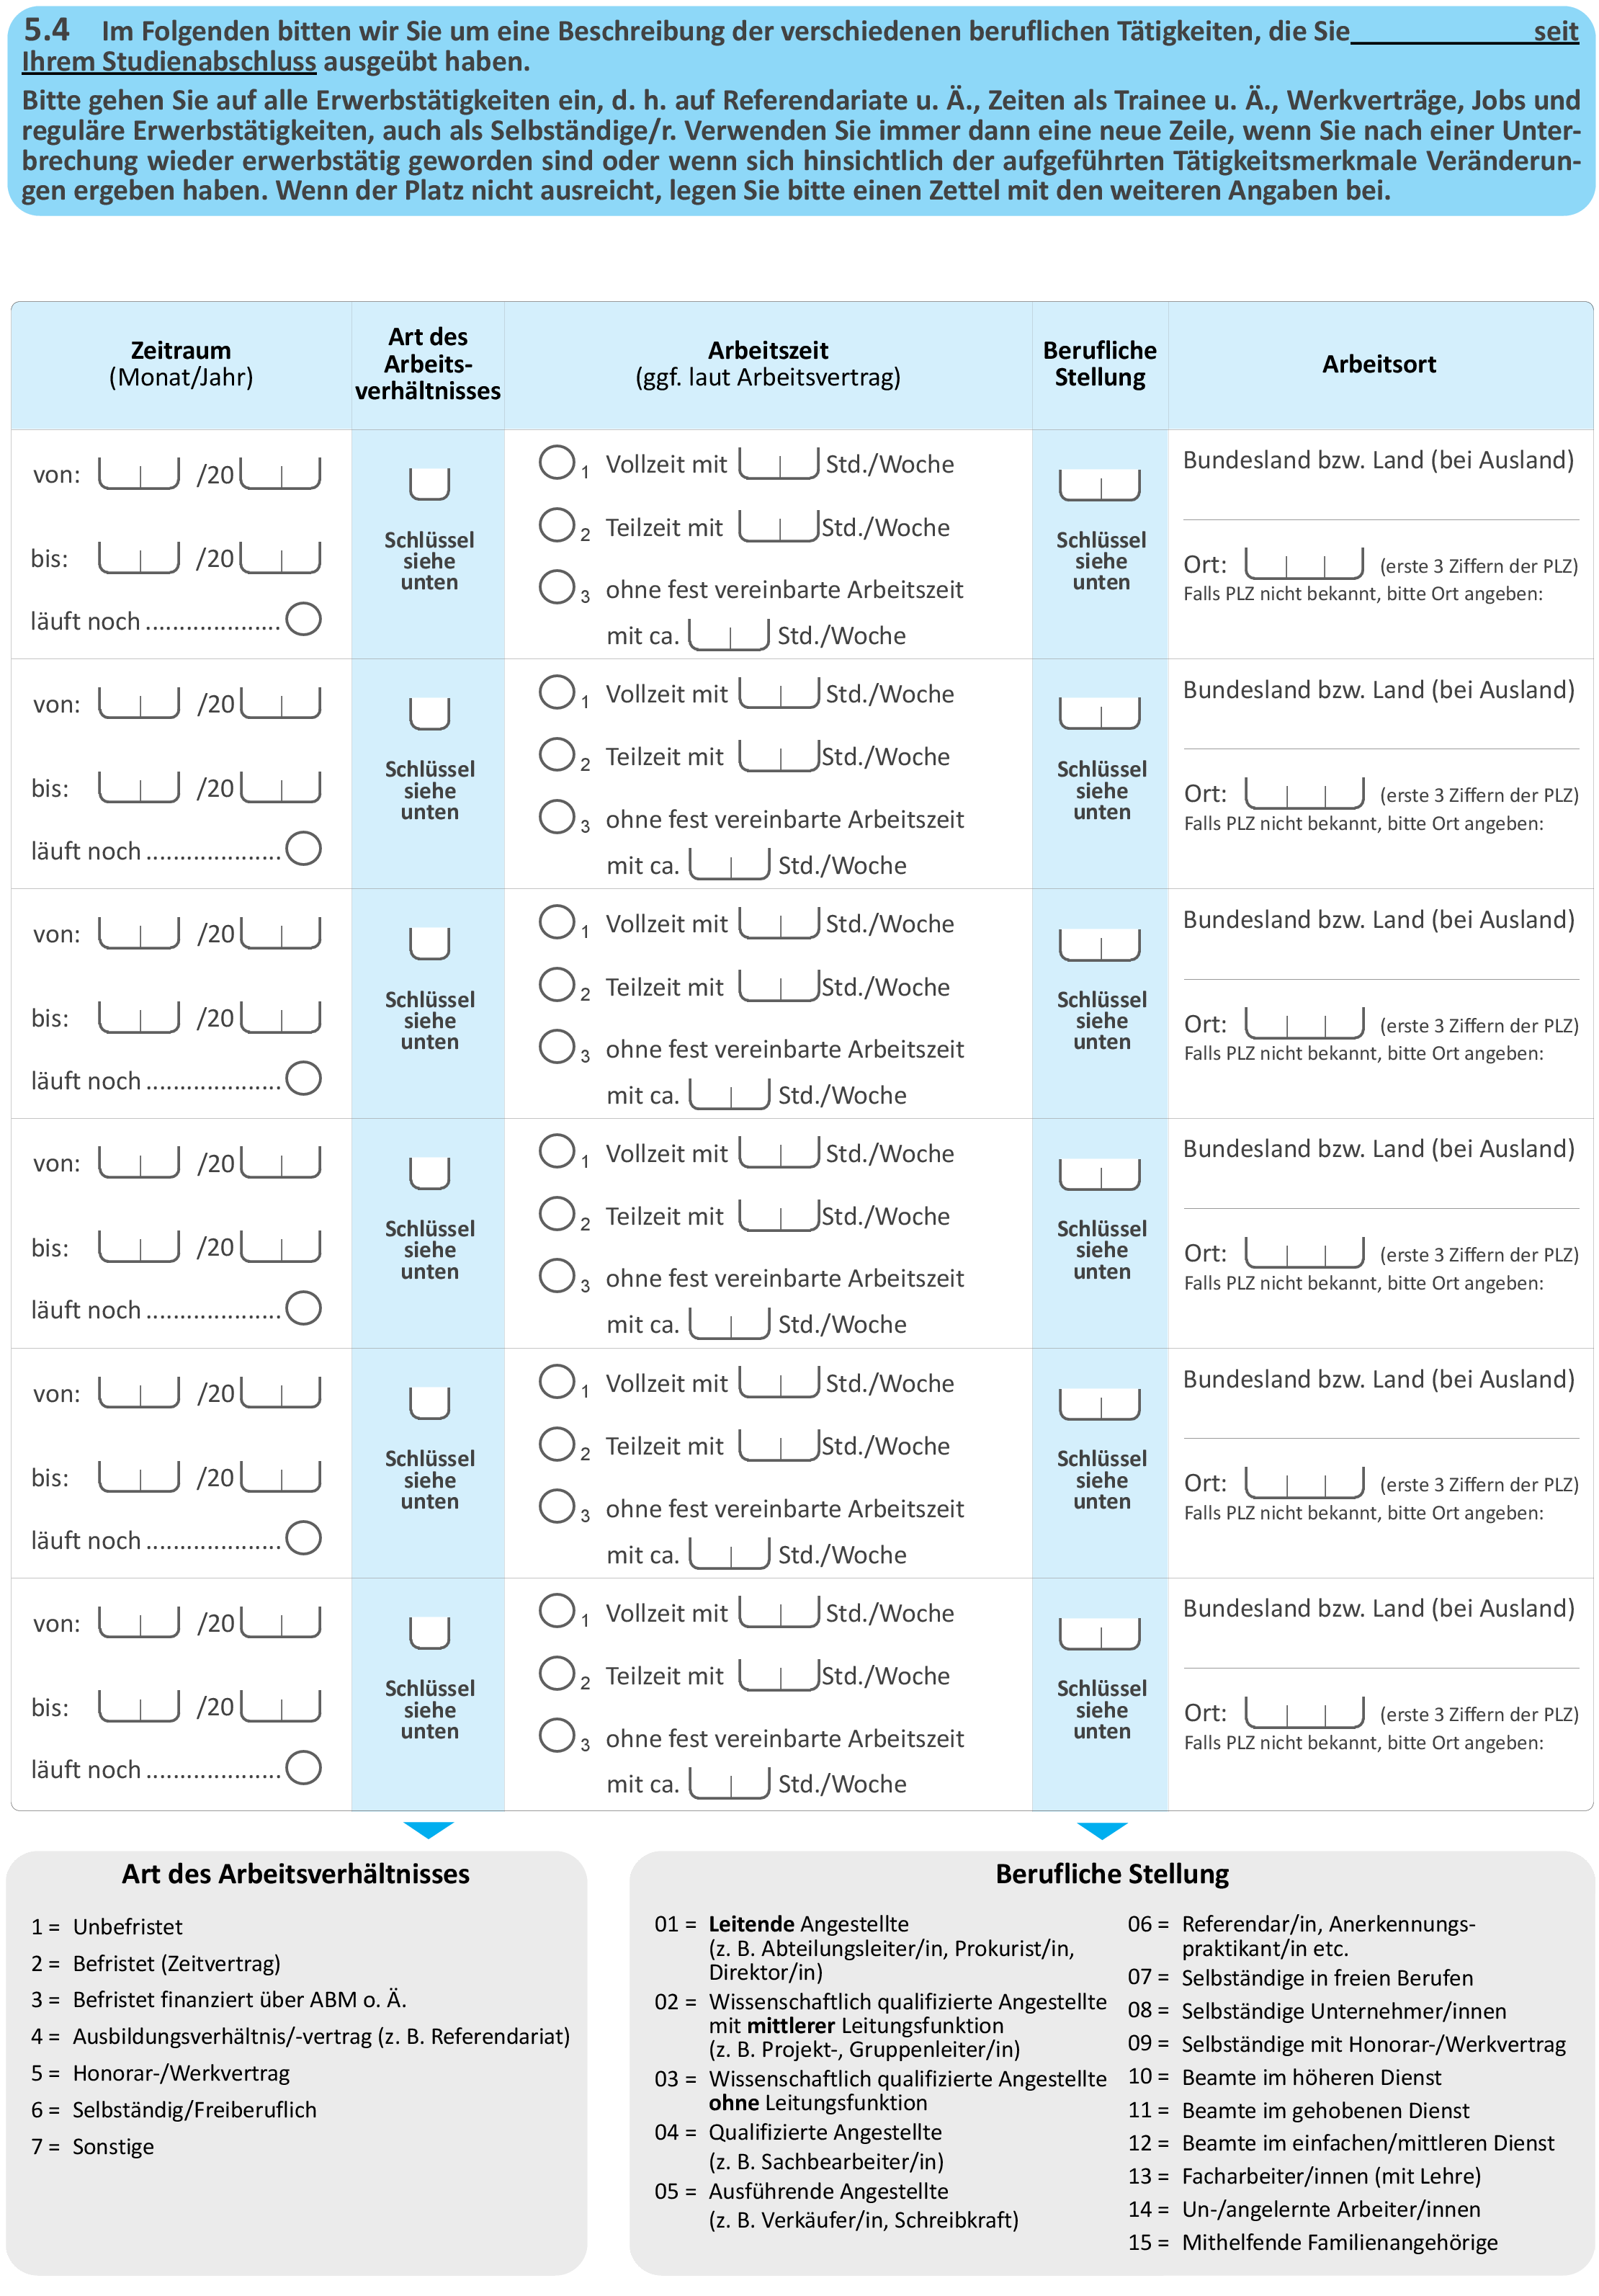 5.4 Im Folgenden bitten wir Sie um eine Beschreibung der verschiedenen beruflichen Tätigkeiten, die Sie seit
Ihrem Studienabschluss ausgeübt haben.
Bitte gehen Sie auf alle Erwerbstätigkeiten ein, d. h. auf Referendariate u. Ä., Zeiten als Trainee u. Ä., Werkverträge, Jobs und
reguläre Erwerbstätigkeiten, auch als Selbständige/r. Verwenden Sie immer dann eine neue Zeile, wenn Sie nach einer Unter-
brechung wieder erwerbstätig geworden sind oder wenn sich hinsichtlich der aufgeführten Tätigkeitsmerkmale Veränderun-
gen ergeben haben. Wenn der Platz nicht ausreicht, legen Sie bitte einen Zettel mit den weiteren Angaben bei.
Zeitraum
(Monat/Jahr)
Art des
Arbeits-
verhältnisses
Arbeitszeit
(ggf. laut Arbeitsvertrag)
Berufliche
Stellung
Arbeitsort
von: /20
bis: /20
läuft noch ....................
Schlüssel
siehe
unten
1 Vollzeit mit Std./Woche
2 Teilzeit mit Std./Woche
3 ohne fest vereinbarte Arbeitszeit
mit ca. Std./Woche
Schlüssel
siehe
unten
Bundesland bzw. Land (bei Ausland)
Ort: (erste 3 Ziffern der PLZ)
Falls PLZ nicht bekannt, bitte Ort angeben:
von: /20
bis: /20
läuft noch ....................
Schlüssel
siehe
unten
1 Vollzeit mit Std./Woche
2 Teilzeit mit Std./Woche
3 ohne fest vereinbarte Arbeitszeit
mit ca. Std./Woche
Schlüssel
siehe
unten
Bundesland bzw. Land (bei Ausland)
Ort: (erste 3 Ziffern der PLZ)
Falls PLZ nicht bekannt, bitte Ort angeben:
von: /20
bis: /20
läuft noch ....................
Schlüssel
siehe
unten
1 Vollzeit mit Std./Woche
2 Teilzeit mit Std./Woche
3 ohne fest vereinbarte Arbeitszeit
mit ca. Std./Woche
Schlüssel
siehe
unten
Bundesland bzw. Land (bei Ausland)
Ort: (erste 3 Ziffern der PLZ)
Falls PLZ nicht bekannt, bitte Ort angeben:
von: /20
bis: /20
läuft noch ....................
Schlüssel
siehe
unten
1 Vollzeit mit Std./Woche
2 Teilzeit mit Std./Woche
3 ohne fest vereinbarte Arbeitszeit
mit ca. Std./Woche
Schlüssel
siehe
unten
Bundesland bzw. Land (bei Ausland)
Ort: (erste 3 Ziffern der PLZ)
Falls PLZ nicht bekannt, bitte Ort angeben:
von: /20
bis: /20
läuft noch ....................
Schlüssel
siehe
unten
1 Vollzeit mit Std./Woche
2 Teilzeit mit Std./Woche
3 ohne fest vereinbarte Arbeitszeit
mit ca. Std./Woche
Schlüssel
siehe
unten
Bundesland bzw. Land (bei Ausland)
Ort: (erste 3 Ziffern der PLZ)
Falls PLZ nicht bekannt, bitte Ort angeben:
von: /20
bis: /20
läuft noch ....................
Schlüssel
siehe
unten
1 Vollzeit mit Std./Woche
2 Teilzeit mit Std./Woche
3 ohne fest vereinbarte Arbeitszeit
mit ca. Std./Woche
Schlüssel
siehe
unten
Bundesland bzw. Land (bei Ausland)
Ort: (erste 3 Ziffern der PLZ)
Falls PLZ nicht bekannt, bitte Ort angeben:
Art des Arbeitsverhältnisses
1 = Unbefristet
2 = Befristet (Zeitvertrag)
3 = Befristet finanziert über ABM o. Ä.
4 = Ausbildungsverhältnis/-vertrag (z. B. Referendariat)
5 = Honorar-/Werkvertrag
6 = Selbständig/Freiberuflich
7 = Sonstige
Berufliche Stellung
01 = Leitende Angestellte
(z. B. Abteilungsleiter/in, Prokurist/in,
Direktor/in)
02 = Wissenschaftlich qualifizierte Angestellte
mit mittlerer Leitungsfunktion
(z. B. Projekt-, Gruppenleiter/in)
03 = Wissenschaftlich qualifizierte Angestellte
ohne Leitungsfunktion
04 = Qualifizierte Angestellte
(z. B. Sachbearbeiter/in)
05 = Ausführende Angestellte
(z. B. Verkäufer/in, Schreibkraft)
06 = Referendar/in, Anerkennungs-
praktikant/in etc.
07 = Selbständige in freien Berufen
08 = Selbständige Unternehmer/innen
09 = Selbständige mit Honorar-/Werkvertrag
10 = Beamte im höheren Dienst
11 = Beamte im gehobenen Dienst
12 = Beamte im einfachen/mittleren Dienst
13 = Facharbeiter/innen (mit Lehre)
14 = Un-/angelernte Arbeiter/innen
15 = Mithelfende Familienangehörige